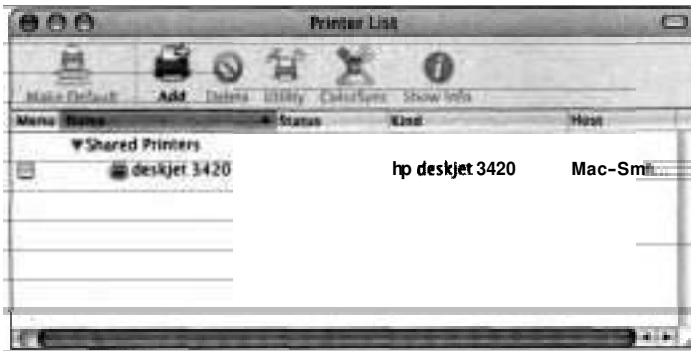 Printer List
Make Default Add Delete Utility ColorSync Show Info
Menu Name Status Kind Host
Shared Printers
deskjet 3420 hp deskjet 3420 Mac-Sm...